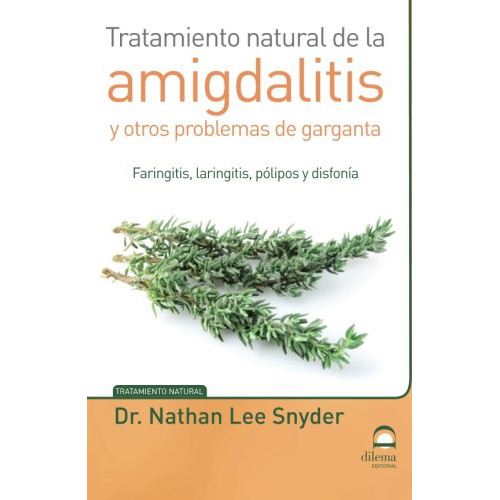 Tratamiento natural de la
amigdalitis
y otros problemas de garganta
Faringitis, laringitis, pólipos y disfonía
TRATAMIENTO NATURAL
Dr. Nathan Lee Snyder
dilema
EDITORIAL